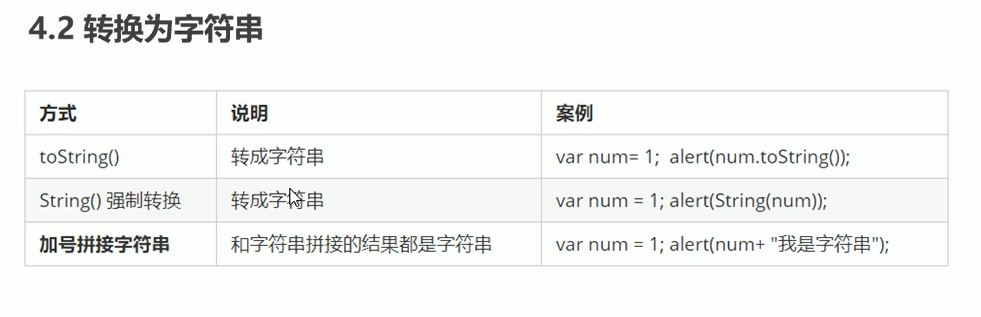 4.2 转换为字符串
方式 说明 案例
toString() 转成字符串 var num= 1;  alert(num.toString());
String() 强制转换 转成字符串 var num = 1; alert(String(num));
加号拼接字符串 和字符串拼接的结果都是字符串 var num = 1; alert(num+ "我是字符串");